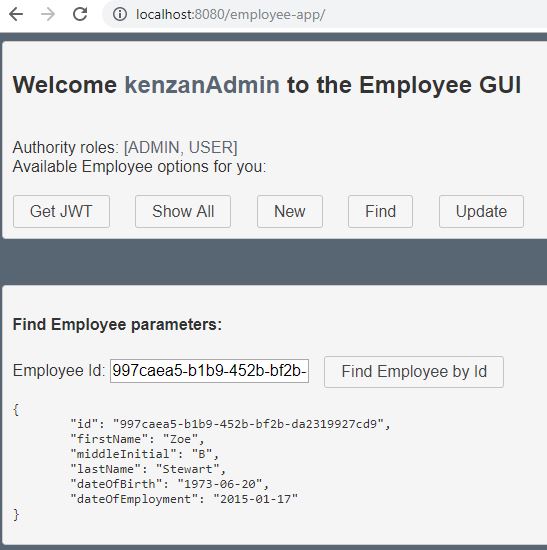 localhost:8080/employee-app/
Welcome kenzanAdmin to the Employee GUI
Authority roles: [ADMIN, USER]
Available Employee options for you:
Get JWT Show All New Find Update
Find Employee parameters:
Employee Id: 997caea5-b1b9-452b-bf2b- Find Employee by Id
{
"id": "997caea5-b1b9-452b-bf2b-da2319927cd9",
"firstName": "Zoe",
"middleInitial": "B",
"lastName": "Stewart",
"dateOfBirth": "1973-06-20",
"dateOfEmployment": "2015-01-17"
}